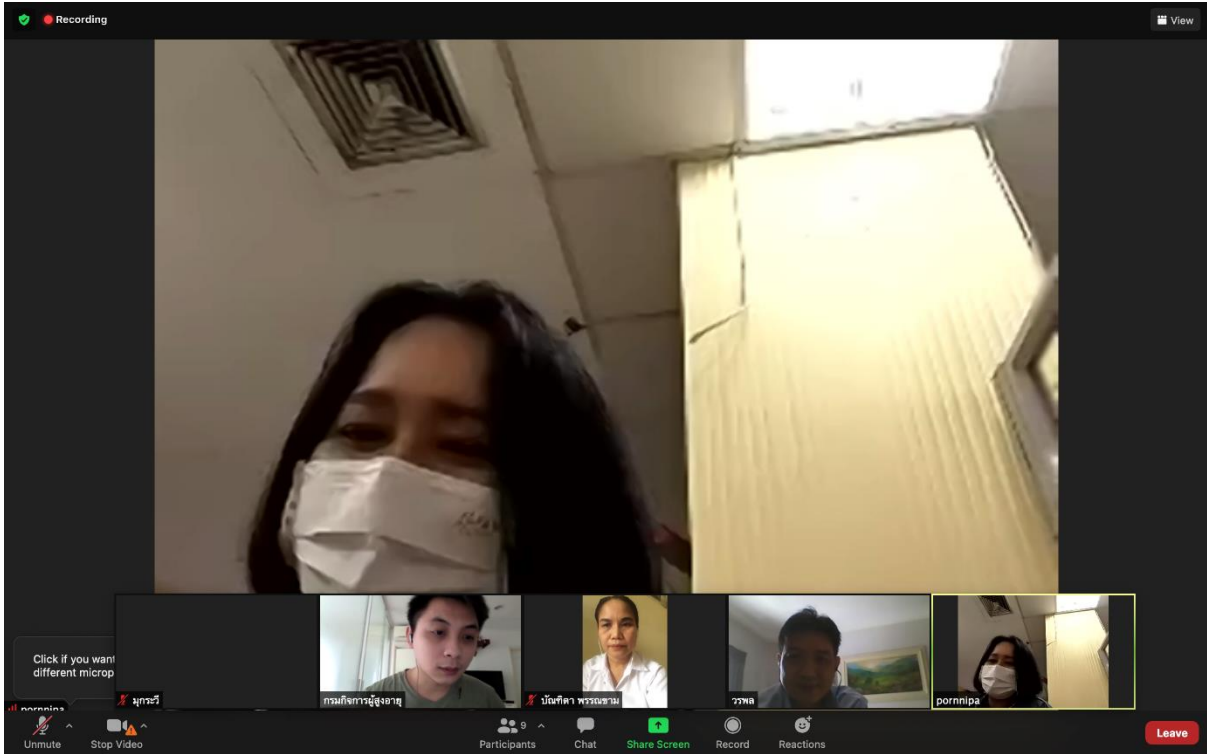 Recording
View
Click if you want
different microp
pornnipa
มุกระวี
กรมกิจการผู้สูงอายุ
บัณฑิตา พรรณขาม
วรพล
pornnipa
Unmute
Stop Video
Participants
9
Chat
Share Screen
Record
Reactions
Leave